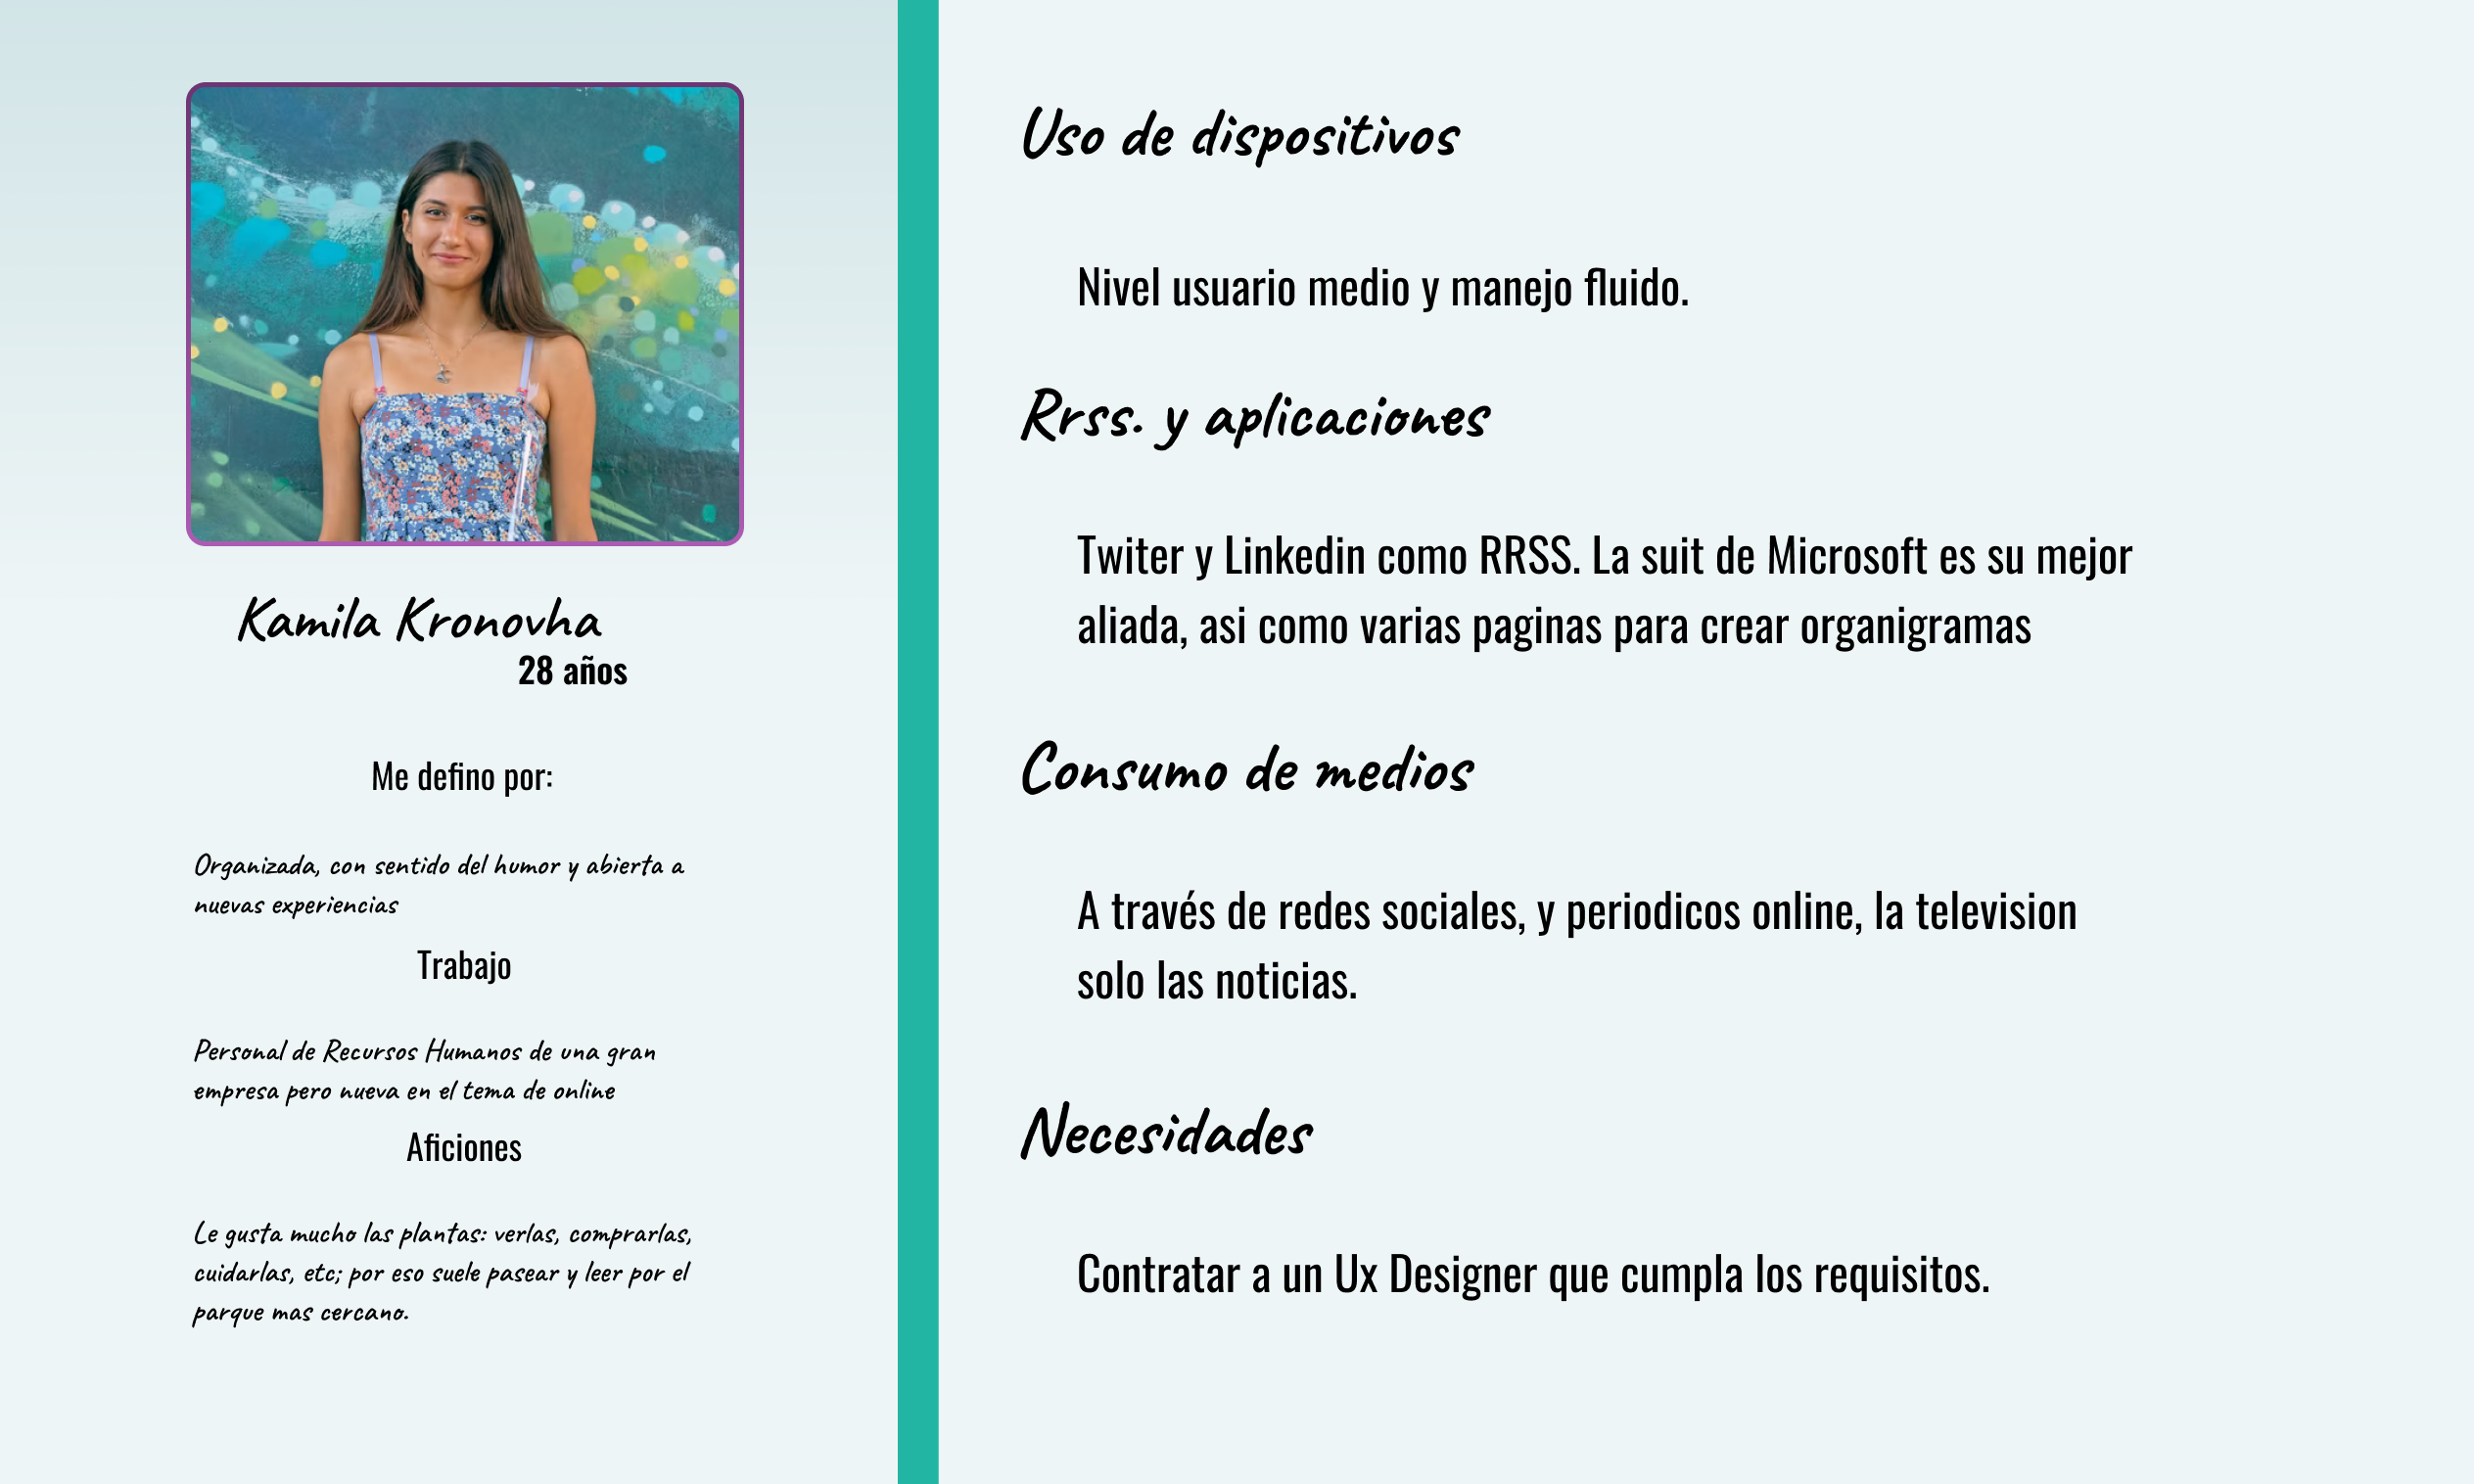 Kamila Kronovha
28 años
Me defino por:
Organizada, con sentido del humor y abierta a
nuevas experiencias
Trabajo
Personal de Recursos Humanos de una gran
empresa pero nueva en el tema de online
Aficiones
Le gusta mucho las plantas: verlas, comprarlas,
cuidarlas, etc; por eso suele pasear y leer por el
parque mas cercano.
Uso de dispositivos
Nivel usuario medio y manejo fluido.
Rrss. y aplicaciones
Twiter y Linkedin como RRSS. La suit de Microsoft es su mejor
aliada, asi como varias paginas para crear organigramas
Consumo de medios
A través de redes sociales, y periodicos online, la television
solo las noticias.
Necesidades
Contratar a un Ux Designer que cumpla los requisitos.